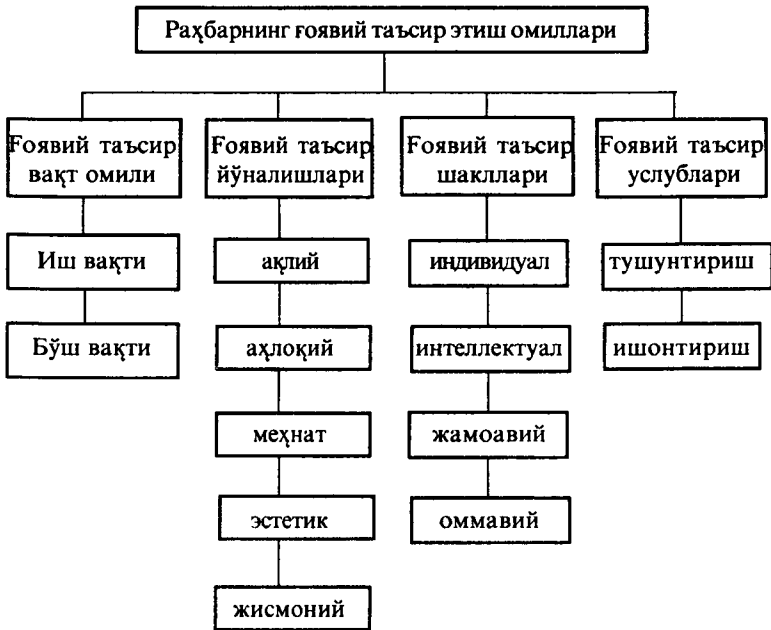 Раҳбарнинг ғоявий таъсир этиш омиллари
Ғоявий таъсир
вақт омили
Иш вақти
Бўш вақти
Ғоявий таъсир
йўналишлари
ақлий
аҳлоқий
меҳнат
эстетик
жисмоний
Ғоявий таъсир
шакллари
индивидуал
интеллектуал
жамоавий
оммавий
Ғоявий таъсир
услублари
тушунтириш
ишонтириш